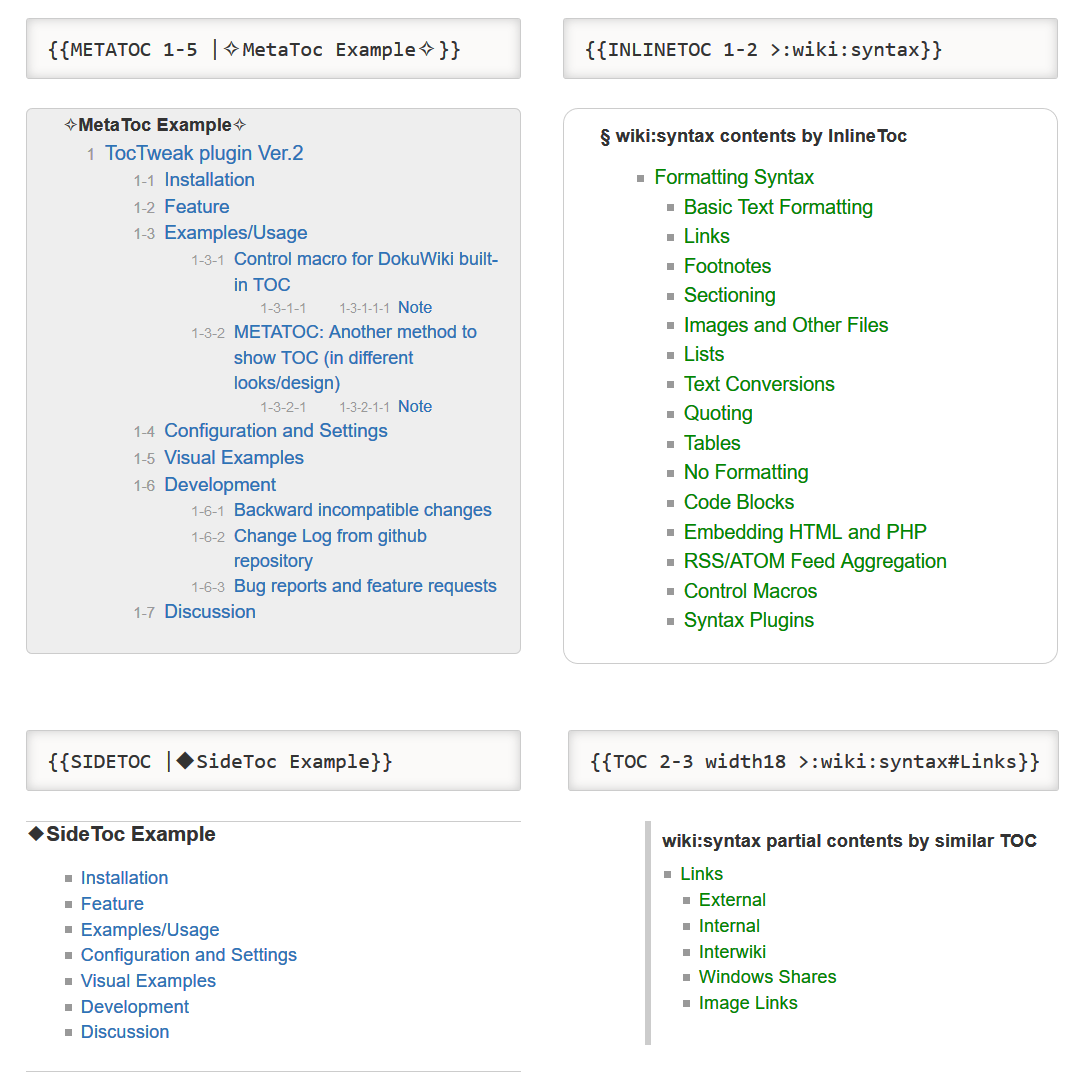 {{METATOC 1-5 |✧MetaToc Example✧}}
✧MetaToc Example✧
1 TocTweak plugin Ver.2
1-1 Installation
1-2 Feature
1-3 Examples/Usage
1-3-1 Control macro for DokuWiki built-
in TOC
1-3-1-1 1-3-1-1-1 Note
1-3-2 METATOC: Another method to
show TOC (in different
looks/design)
1-3-2-1 1-3-2-1-1 Note
1-4 Configuration and Settings
1-5 Visual Examples
1-6 Development
1-6-1 Backward incompatible changes
1-6-2 Change Log from github
repository
1-6-3 Bug reports and feature requests
1-7 Discussion
{{INLINETOC 1-2 >:wiki:syntax}}
§ wiki:syntax contents by InlineToc
Formatting Syntax
Basic Text Formatting
Links
Footnotes
Sectioning
Images and Other Files
Lists
Text Conversions
Quoting
Tables
No Formatting
Code Blocks
Embedding HTML and PHP
RSS/ATOM Feed Aggregation
Control Macros
Syntax Plugins
{{SIDETOC |◆SideToc Example}}
◆SideToc Example
Installation
Feature
Examples/Usage
Configuration and Settings
Visual Examples
Development
Discussion
{{TOC 2-3 width18 >:wiki:syntax#Links}}
wiki:syntax partial contents by similar TOC
Links
External
Internal
Interwiki
Windows Shares
Image Links